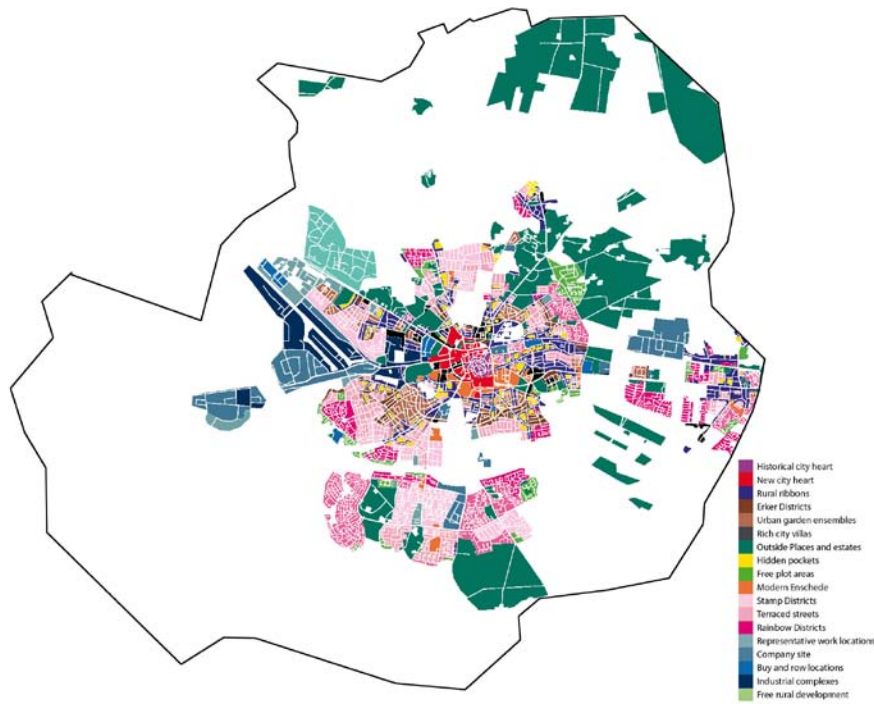 Historical city heart
New city heart
Rural ribbons
Erker Districts
Urban garden ensembles
Rich city villas
Outside Places and estates
Hidden pockets
Free plot areas
Modern Enschede
Stamp Districts
Terraced streets
Rainbow Districts
Representative work locations
Company site
Buy and row locations
Industrial complexes
Free rural development